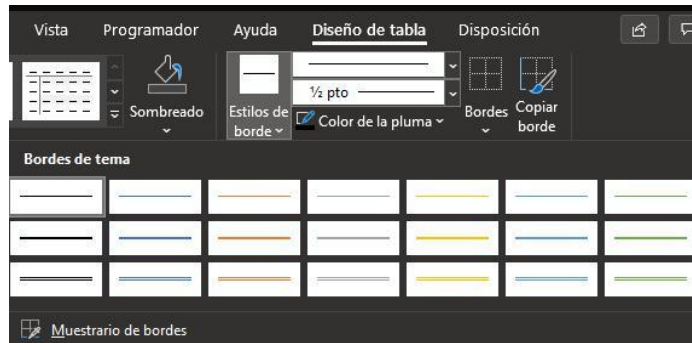 Vista Programador Ayuda Diseño de tabla Disposición
½ pto
Sombreado Estilos de borde Color de la pluma Bordes Copiar borde
Bordes de tema
Muestrario de bordes